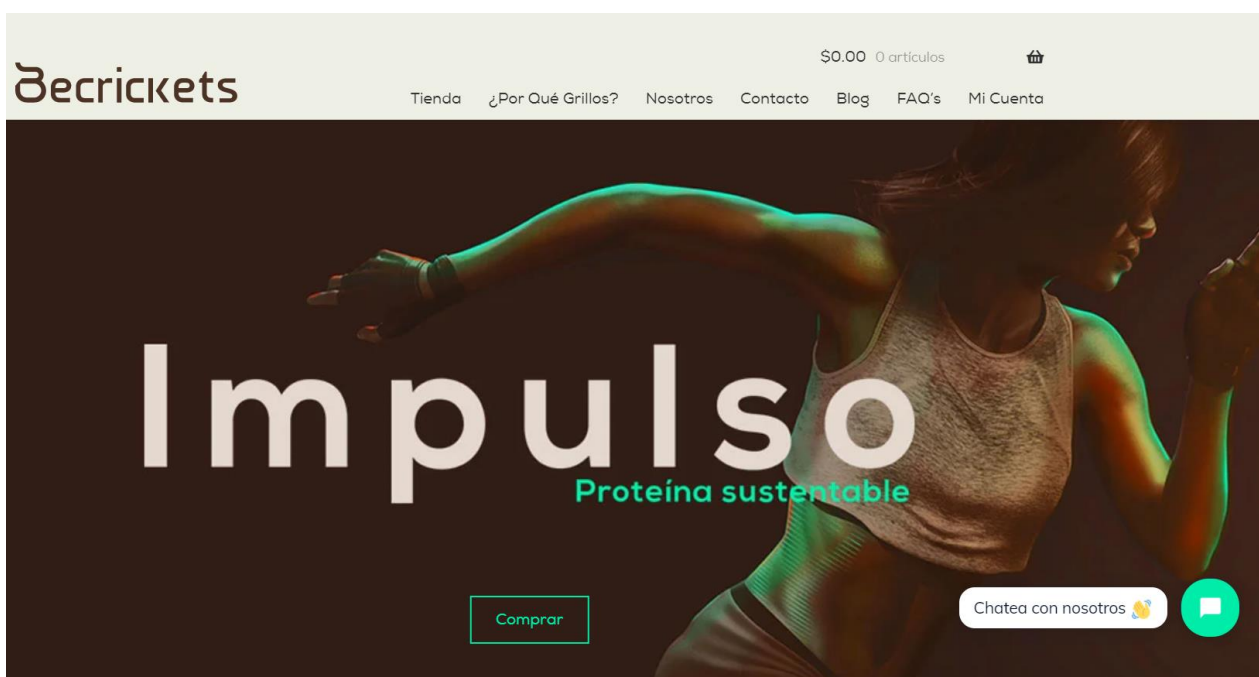 $0.00 0 artículos
Becrickets
Tienda ¿Por Qué Grillos? Nosotros Contacto Blog FAQ's Mi Cuenta
Impulso
Proteína sustentable
Comprar
Chatea con nosotros 👋